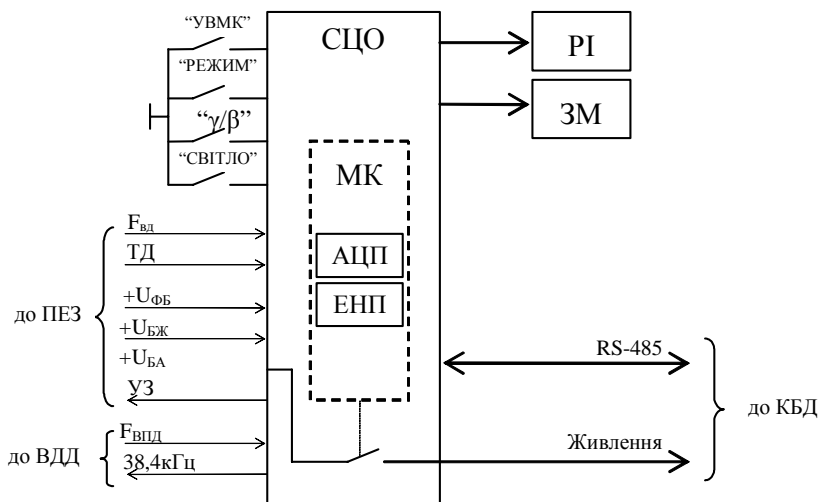 “УВМК”
“РЕЖИМ”
“γ/β”
“СВІТЛО”
СЦО
РІ
ЗМ
МК
АЦП
ЕНП
до ПЕЗ
Fвд
ТД
+UФБ
+UБЖ
+UБА
УЗ
до ВДД
FВПД
38,4кГц
RS-485
Живлення
до КБД